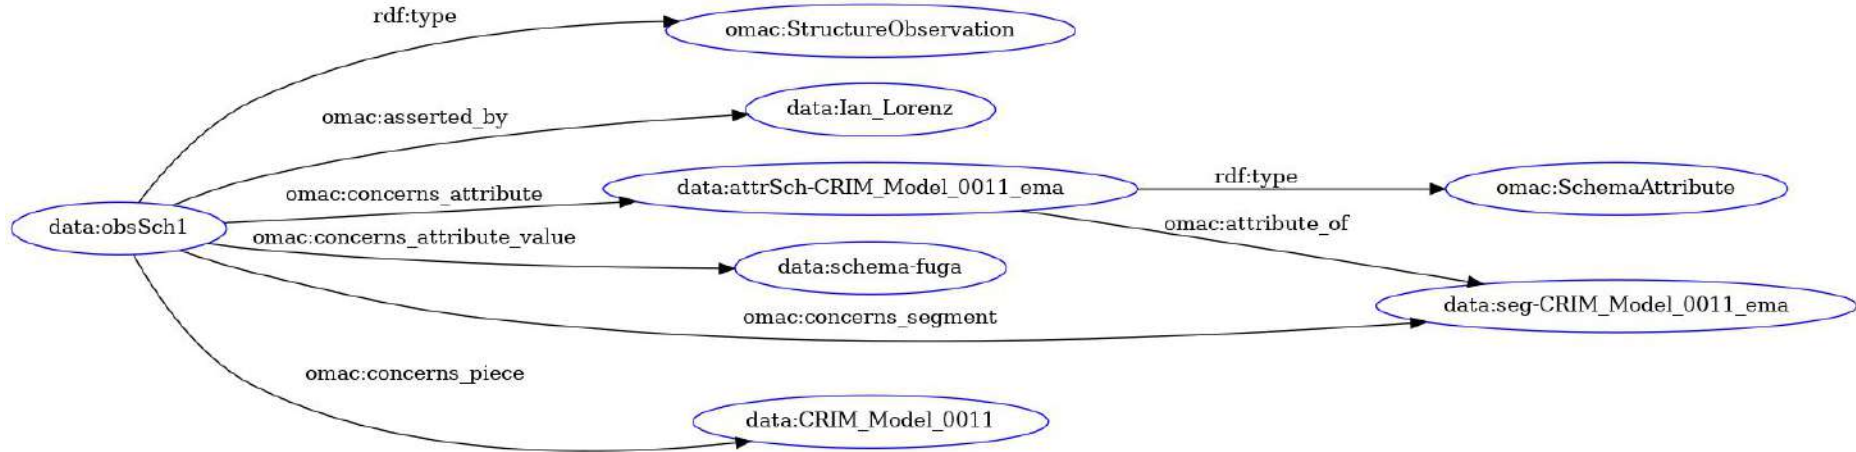 rdf:type
omac:StructureObservation
omac:asserted_by
data:Ian_Lorenz
omac:concerns_attribute
data:attrSch-CRIM_Model_0011_ema
rdf:type
omac:SchemaAttribute
data:obsSch1
omac:concerns_attribute_value
omac:attribute_of
data:schema-fuga
data:seg-CRIM_Model_0011_ema
omac:concerns_segment
omac:concerns_piece
data:CRIM_Model_0011